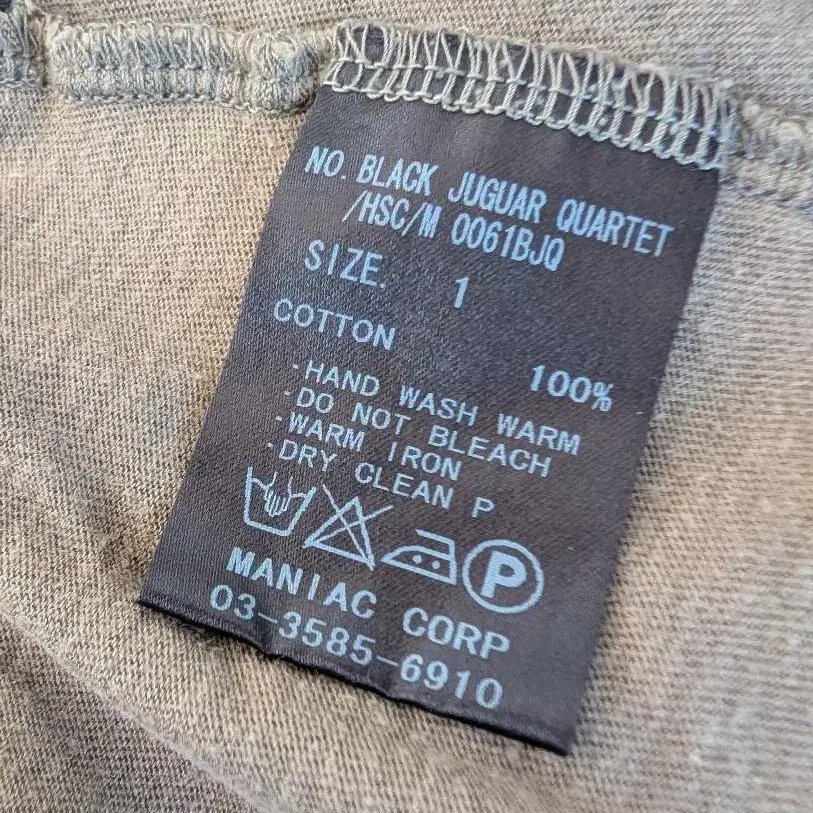 NO. BLACK JUGUAR QUARTET
/HSC/M 0061BJQ
SIZE. 1
COTTON 100%
·HAND WASH WARM
·DO NOT BLEACH
·WARM IRON
·DRY CLEAN P
P
MANIAC CORP
03-3585-6910